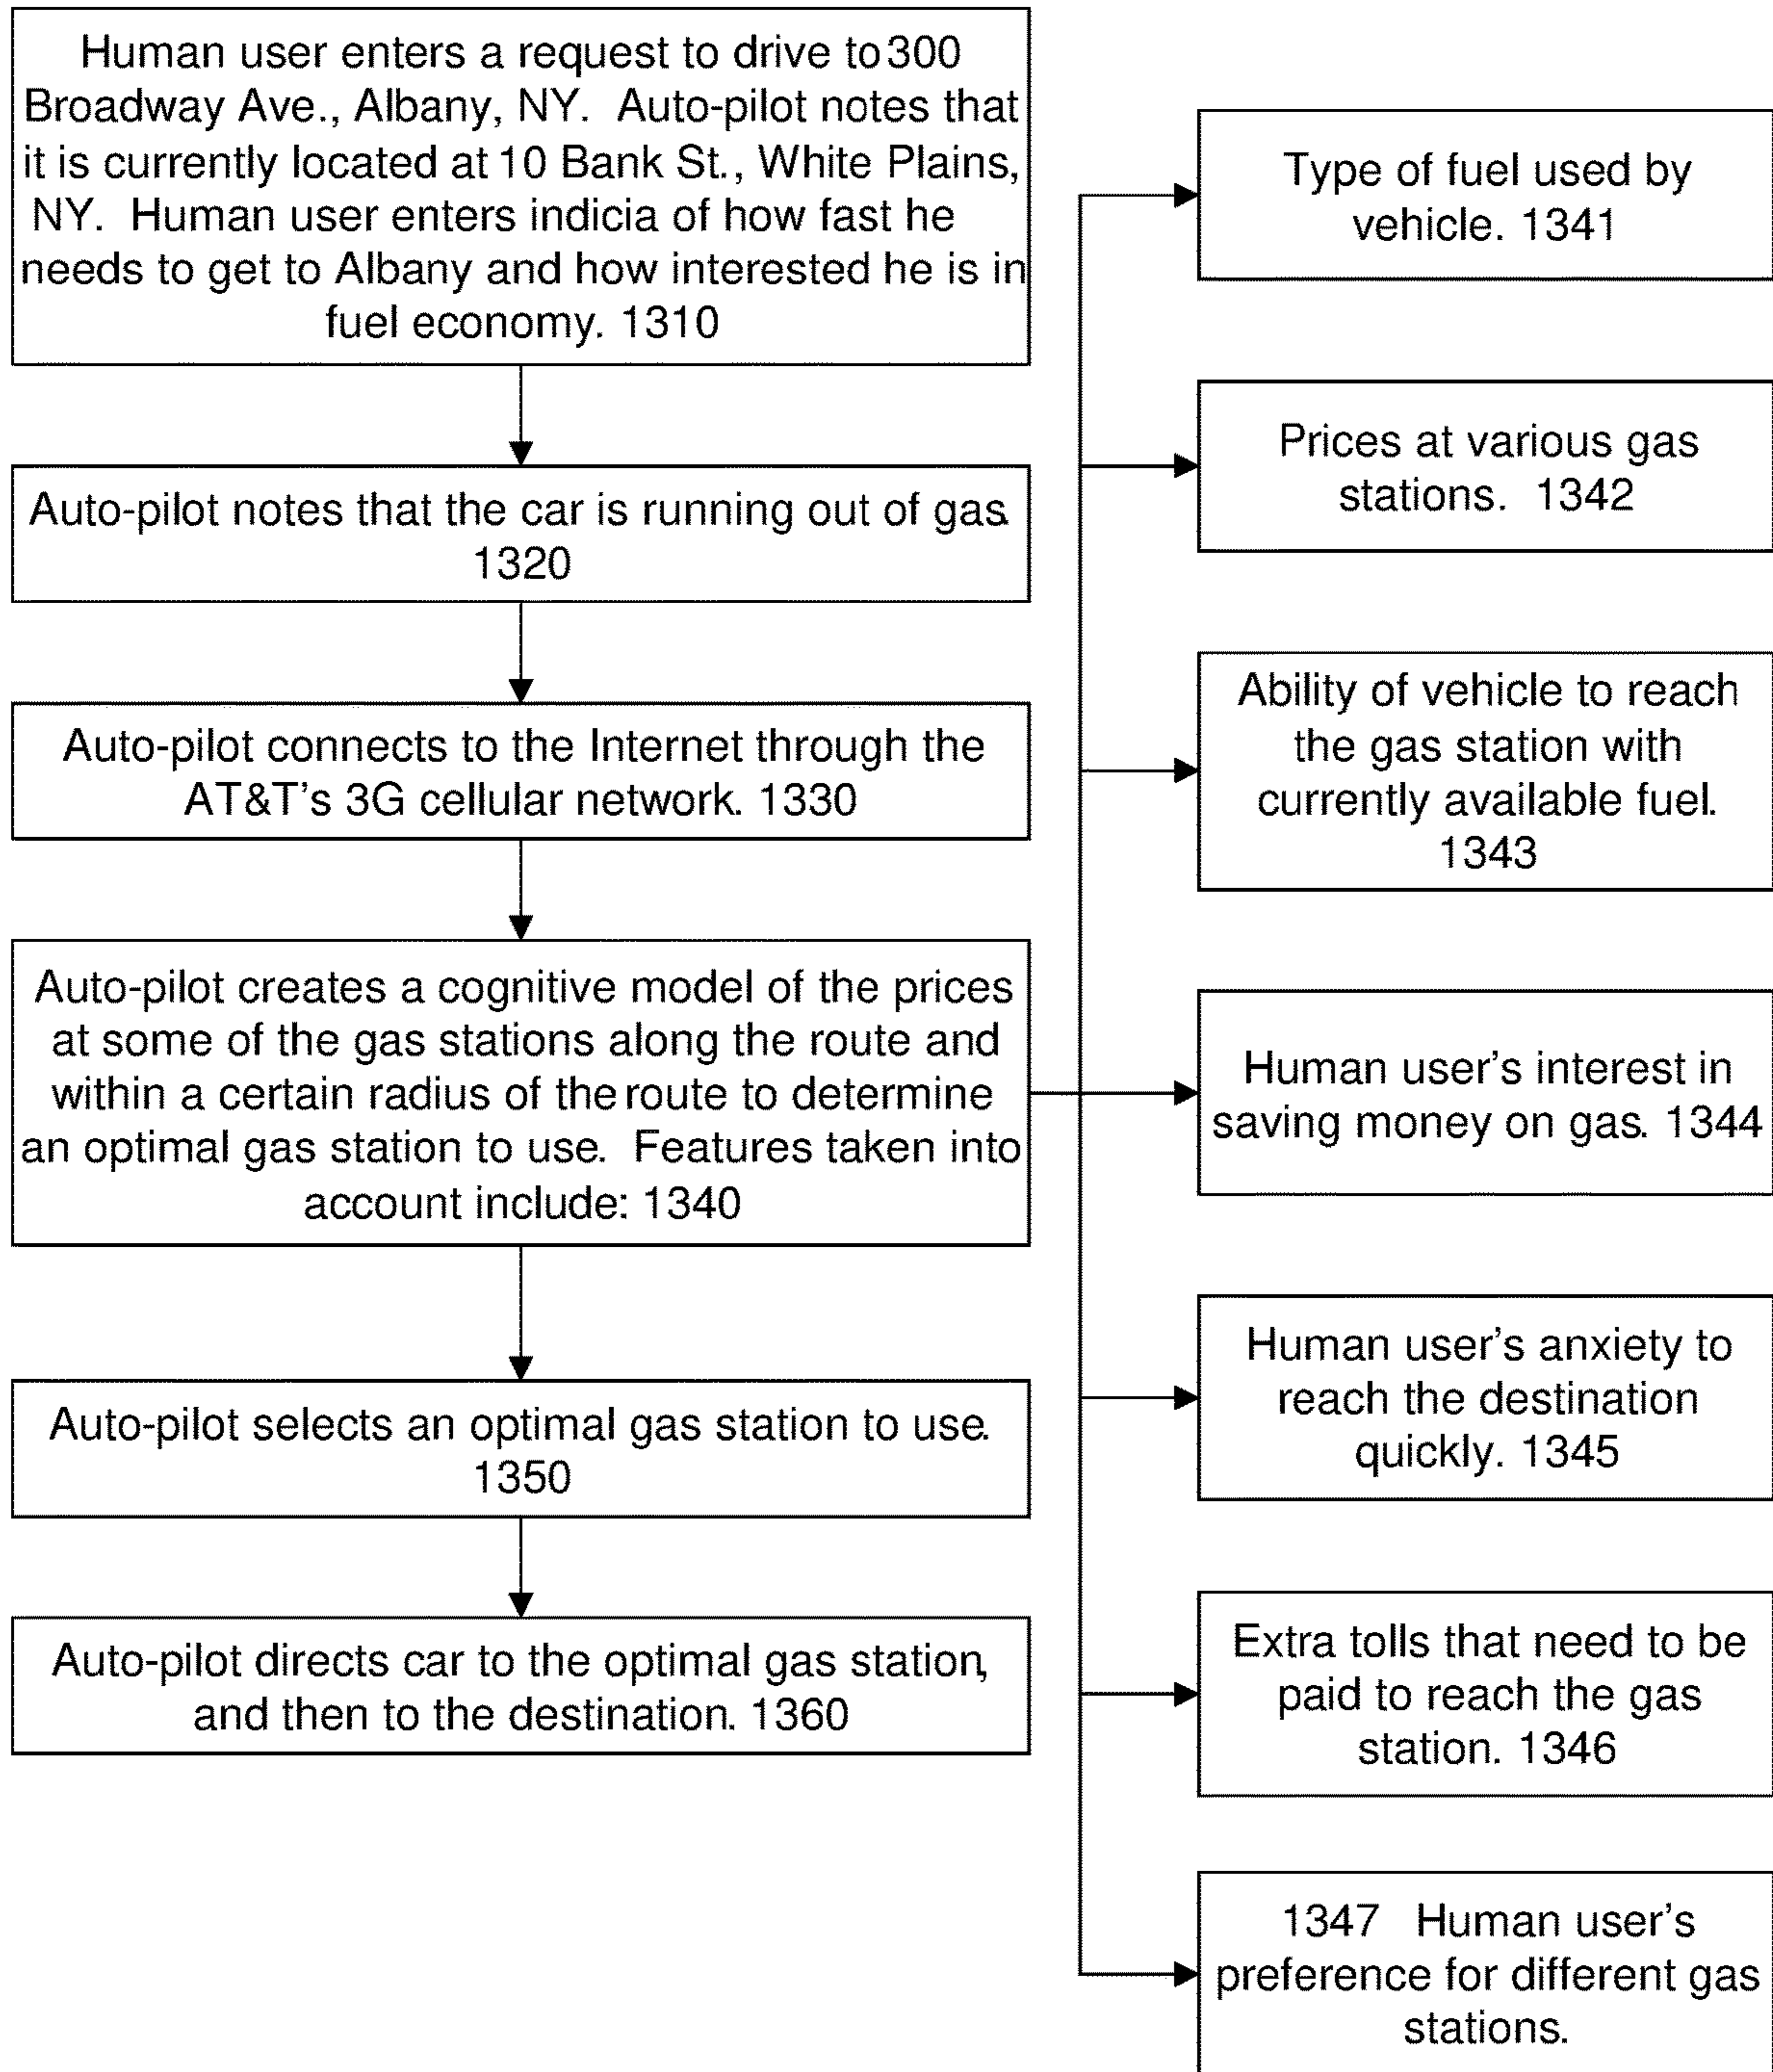 Human user enters a request to drive to 300
Broadway Ave., Albany, NY. Auto-pilot notes that
it is currently located at 10 Bank St., White Plains,
NY. Human user enters indicia of how fast he
needs to get to Albany and how interested he is in
fuel economy. 1310
Auto-pilot notes that the car is running out of gas.
1320
Auto-pilot connects to the Internet through the
AT&T's 3G cellular network. 1330
Auto-pilot creates a cognitive model of the prices
at some of the gas stations along the route and
within a certain radius of the route to determine
an optimal gas station to use. Features taken into
account include: 1340
Auto-pilot selects an optimal gas station to use.
1350
Auto-pilot directs car to the optimal gas station,
and then to the destination. 1360
Type of fuel used by
vehicle. 1341
Prices at various gas
stations. 1342
Ability of vehicle to reach
the gas station with
currently available fuel.
1343
Human user's interest in
saving money on gas. 1344
Human user's anxiety to
reach the destination
quickly. 1345
Extra tolls that need to be
paid to reach the gas
station. 1346
1347 Human user's
preference for different gas
stations.